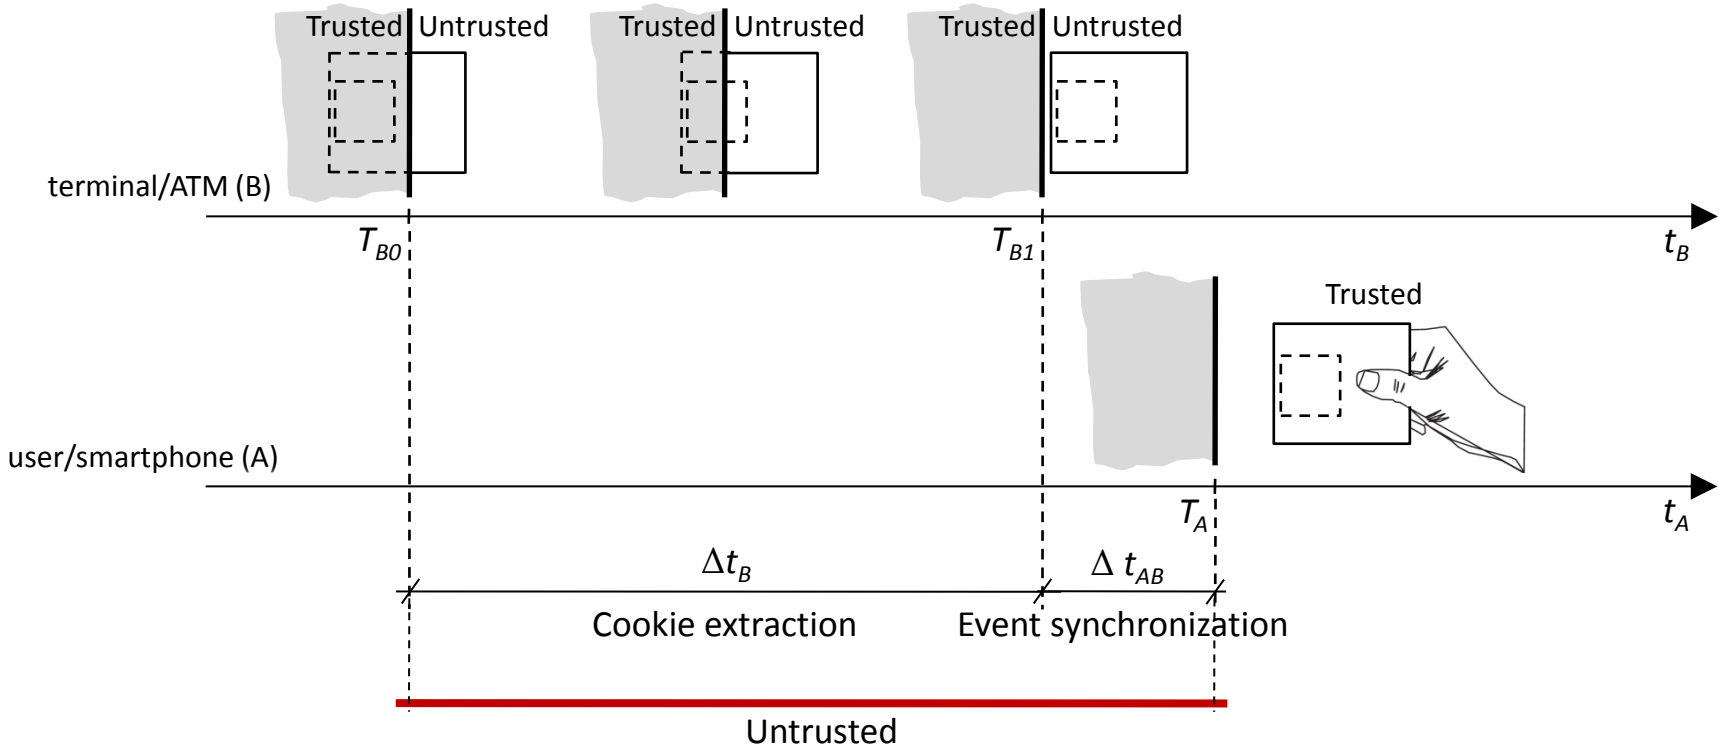 Trusted Untrusted Trusted Untrusted Trusted Untrusted
terminal/ATM (B)
T_B0 T_B1 t_B
Trusted
user/smartphone (A)
T_A t_A
Δt_B Δ t_AB
Cookie extraction Event synchronization
Untrusted